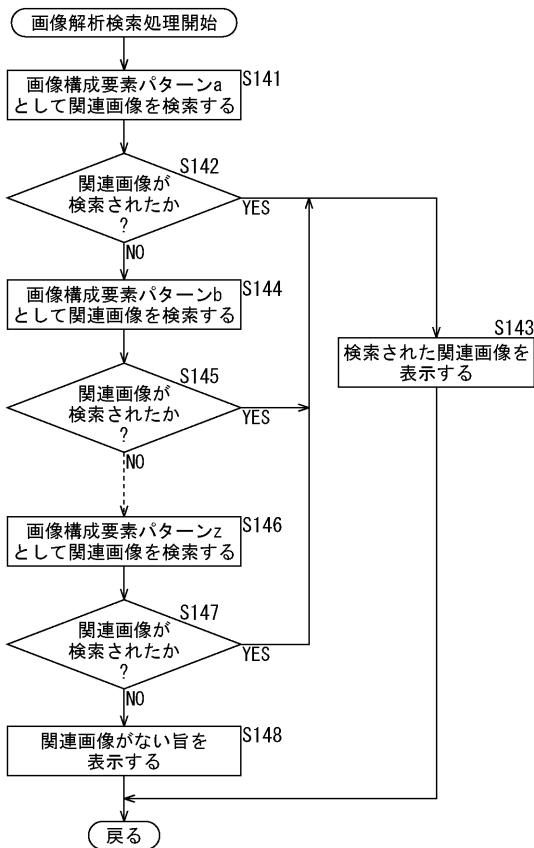 画像解析検索処理開始
S141
画像構成要素パターンa
として関連画像を検索する
S142
関連画像が
検索されたか
?
YES
NO
S144
画像構成要素パターンb
として関連画像を検索する
S143
検索された関連画像を
表示する
S145
関連画像が
検索されたか
?
YES
NO
S146
画像構成要素パターンz
として関連画像を検索する
S147
関連画像が
検索されたか
?
YES
NO
S148
関連画像がない旨を
表示する
戻る